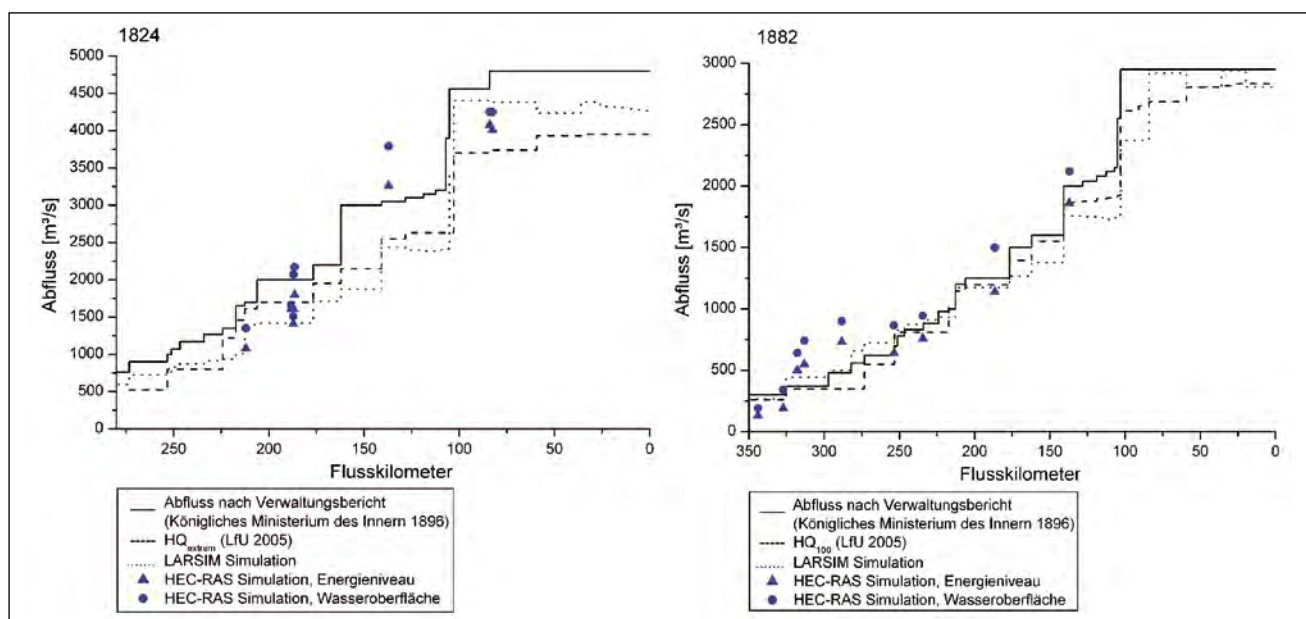 1824
5000
4500
4000
3500
3000
2500
2000
1500
1000
500
0
Abfluss [m³/s]
250
200
150
100
50
0
Flusskilometer
Abfluss nach Verwaltungsbericht
(Königliches Ministerium des Innern 1896)
HQextrem (LfU 2005)
LARSIM Simulation
HEC-RAS Simulation, Energieniveau
HEC-RAS Simulation, Wasseroberfläche
1882
3000
2500
2000
1500
1000
500
0
Abfluss [m³/s]
350
300
250
200
150
100
50
0
Flusskilometer
Abfluss nach Verwaltungsbericht
(Königliches Ministerium des Innern 1896)
HQ100 (LfU 2005)
LARSIM Simulation
HEC-RAS Simulation, Energieniveau
HEC-RAS Simulation, Wasseroberfläche